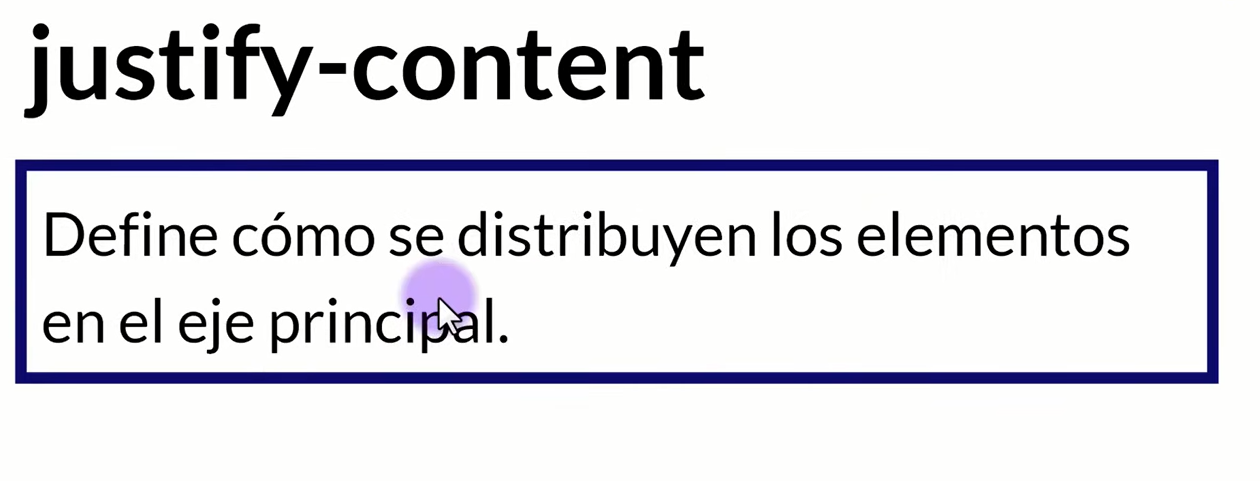 justify-content
Define cómo se distribuyen los elementos
en el eje principal.